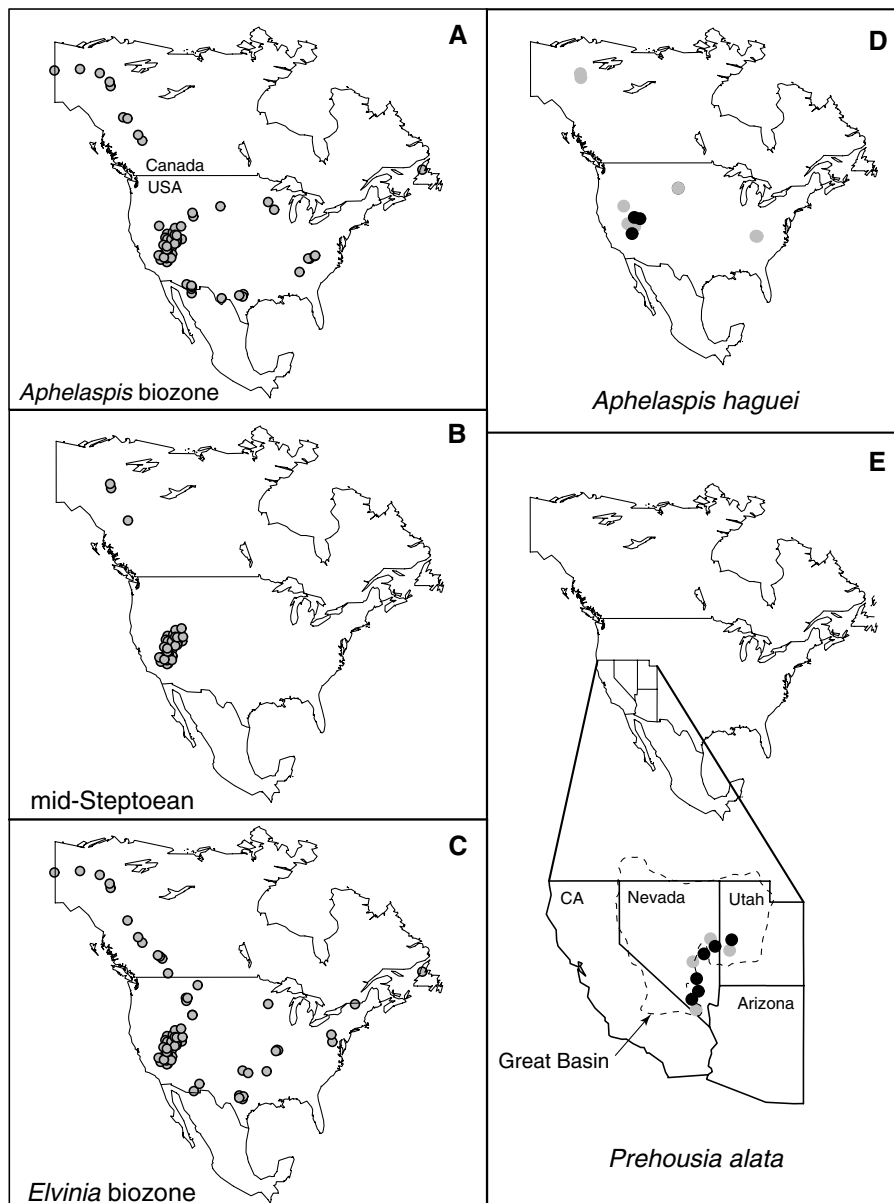 A
Canada
USA
Aphelaspis biozone
B
mid-Steptoean
C
Elvinia biozone
D
Aphelaspis haguei
E
CA
Nevada
Utah
Arizona
Great Basin
Prehousia alata